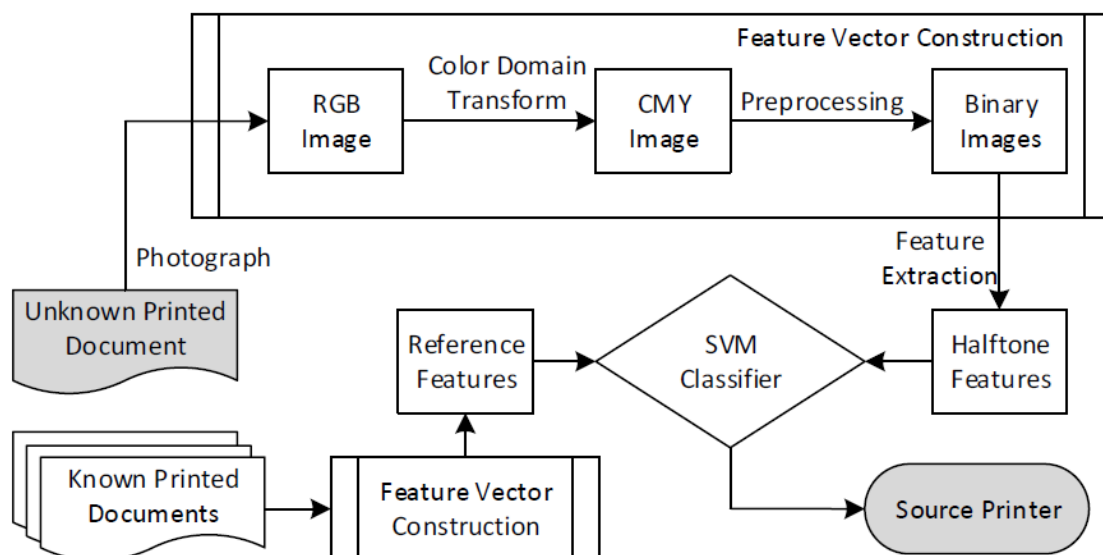 Feature Vector Construction
RGB
Image
Color Domain
Transform
CMY
Image
Preprocessing
Binary
Images
Photograph
Feature
Extraction
Unknown Printed
Document
Reference
Features
SVM
Classifier
Halftone
Features
Known Printed
Documents
Feature Vector
Construction
Source Printer